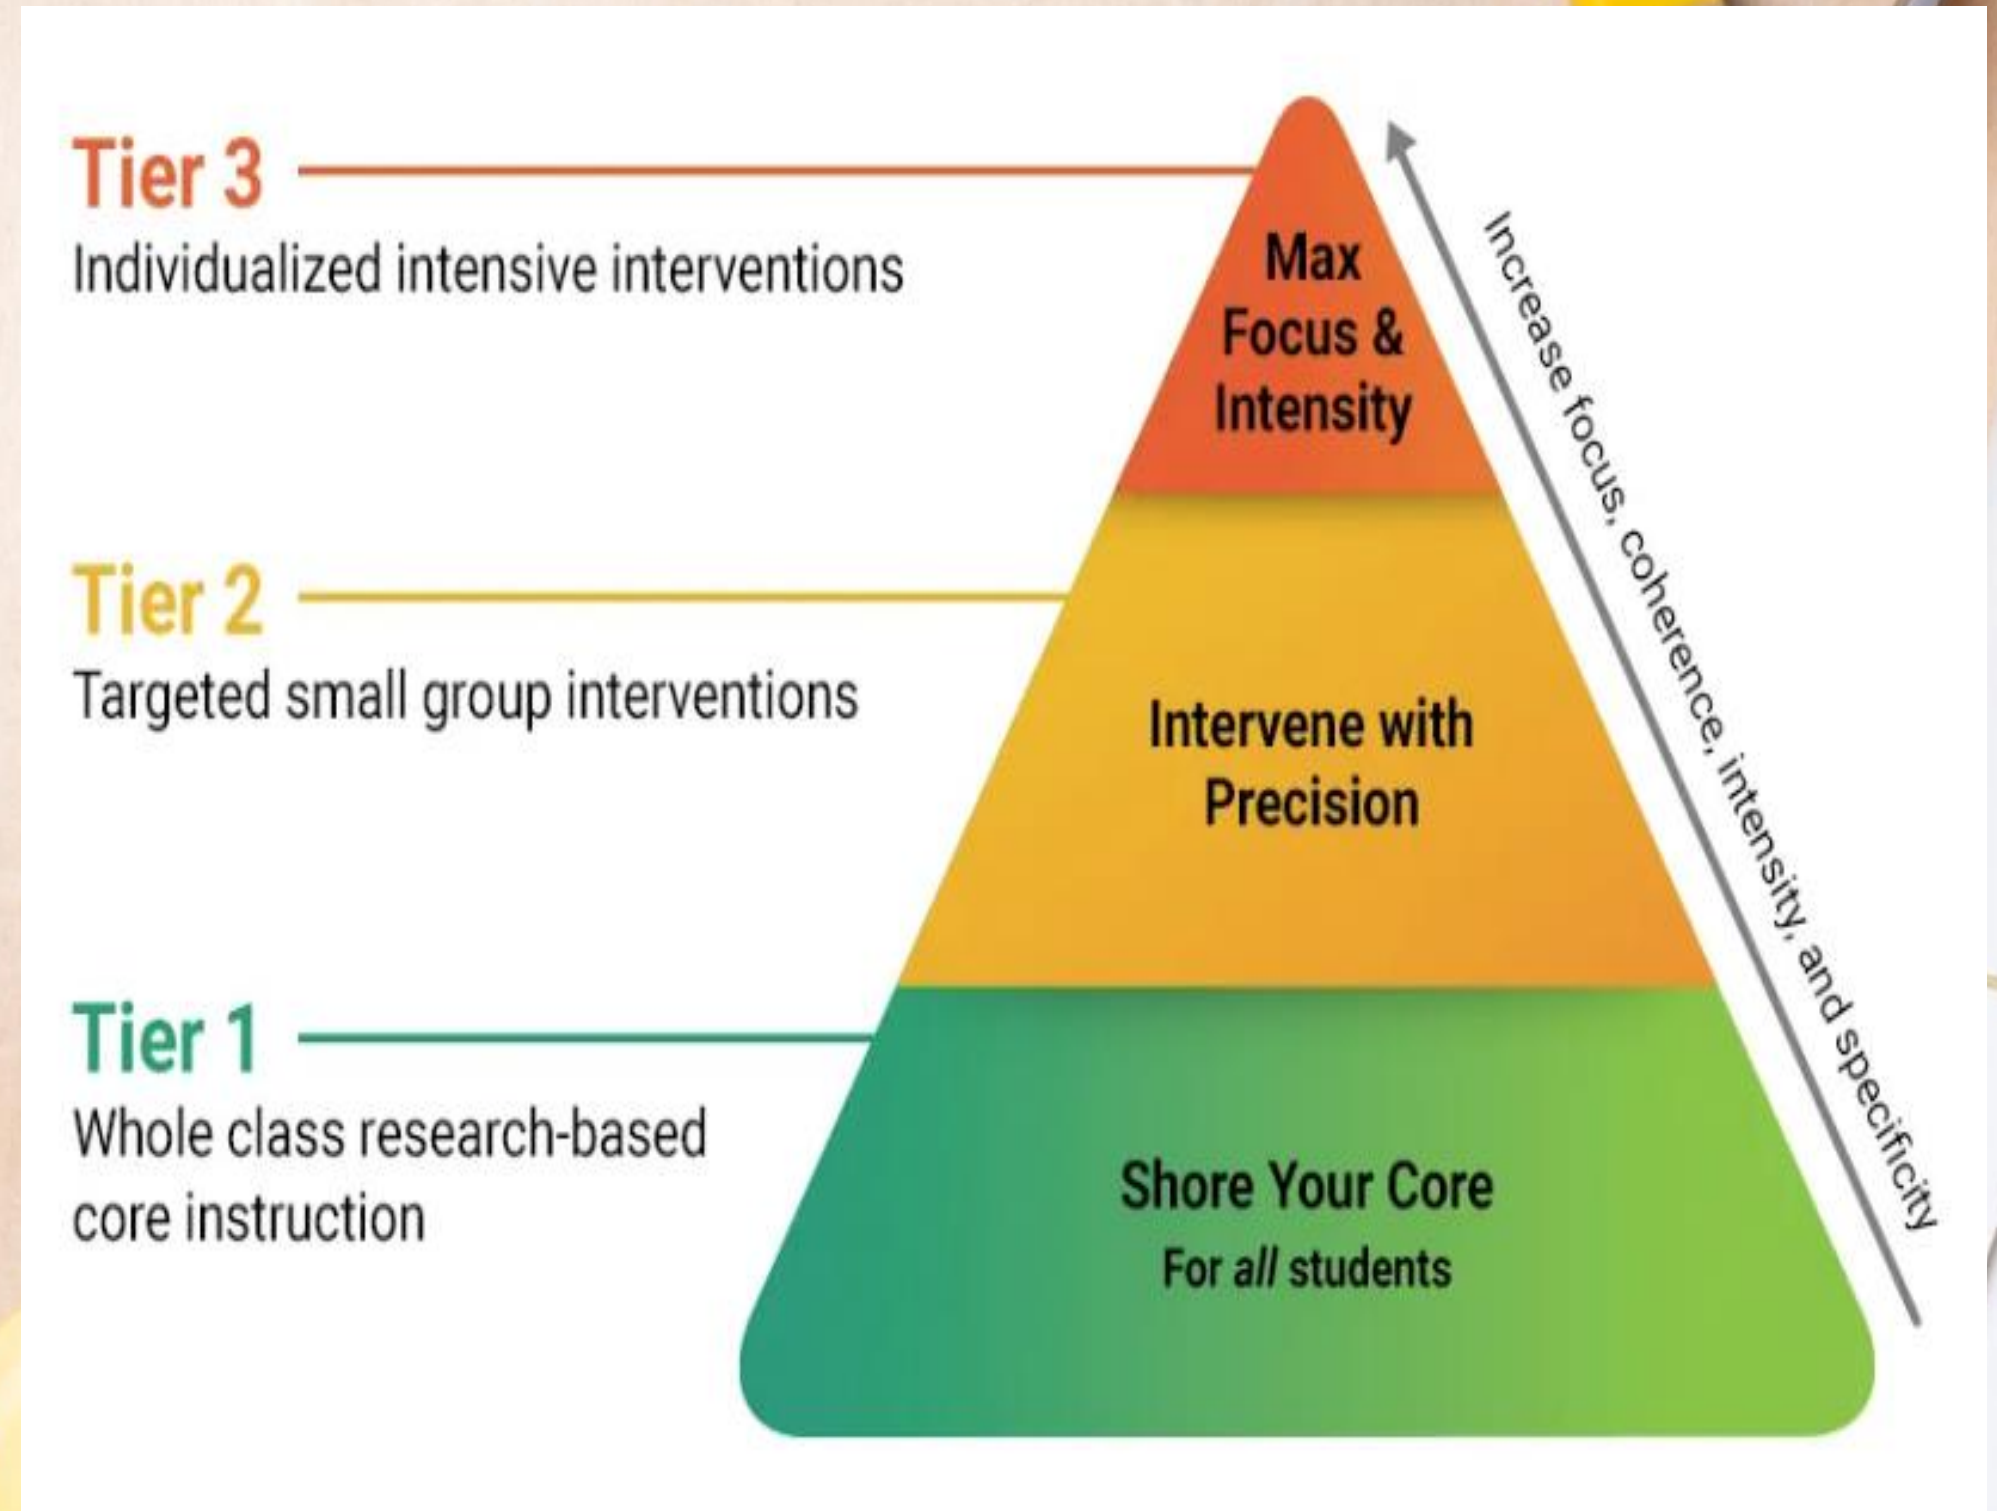 Tier 3
Individualized intensive interventions
Max
Focus &
Intensity
Tier 2
Targeted small group interventions
Intervene with
Precision
Tier 1
Whole class research-based
core instruction
Shore Your Core
For all students
Increase focus, coherence, intensity, and specificity